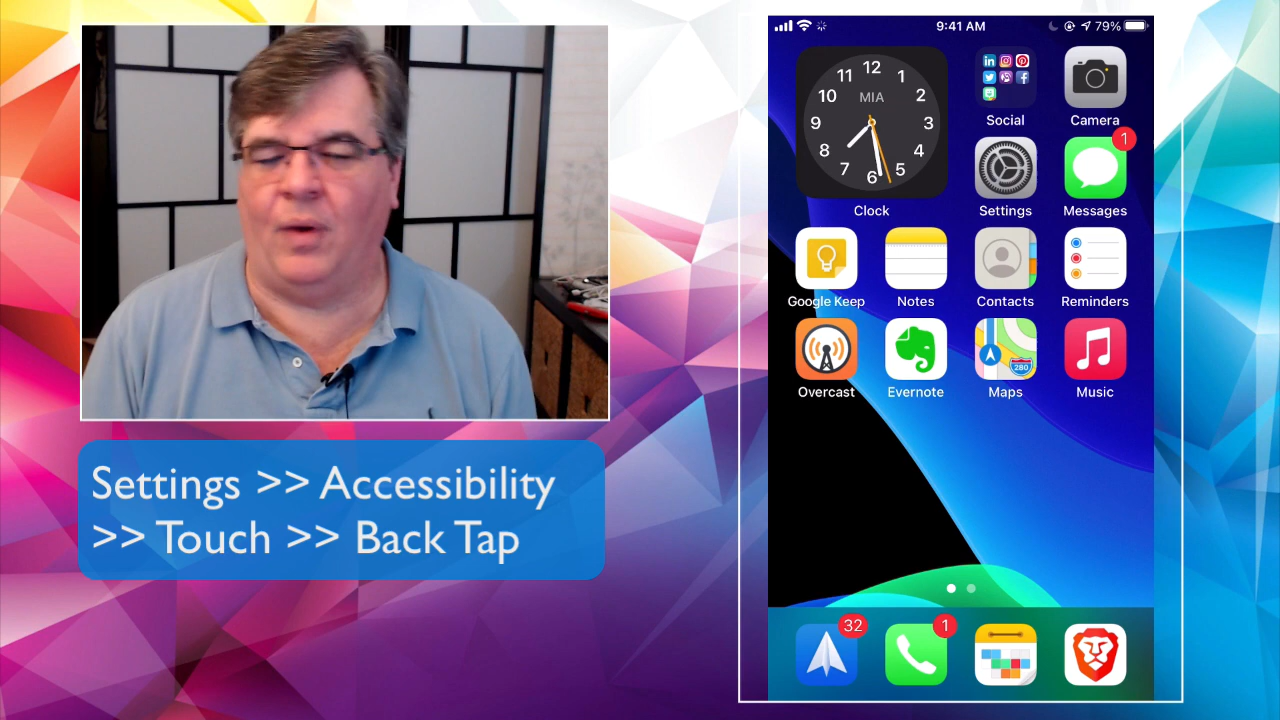 Settings >> Accessibility
>> Touch >> Back Tap
9:41 AM
79%
12
11
1
10
MIA
2
9
3
8
4
7
5
6
Clock
Social
Camera
1
Settings
Messages
Google Keep
Notes
Contacts
Reminders
280
Overcast
Evernote
Maps
Music
32
1